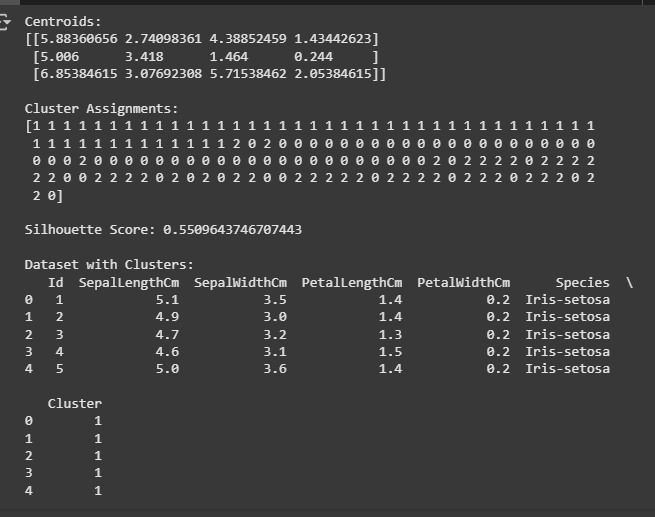 Centroids:
[[5.88360656 2.74098361 4.38852459 1.43442623]
 [5.006      3.418      1.464      0.244     ]
 [6.85384615 3.07692308 5.71538462 2.05384615]]

Cluster Assignments:
[1 1 1 1 1 1 1 1 1 1 1 1 1 1 1 1 1 1 1 1 1 1 1 1 1 1 1 1 1 1 1 1 1 1 1 1 1
 1 1 1 1 1 1 1 1 1 1 1 1 1 2 0 2 0 0 0 0 0 0 0 0 0 0 0 0 0 0 0 0 0 0 0 0 0
 0 0 0 2 0 0 0 0 0 0 0 0 0 0 0 0 0 0 0 0 0 0 0 0 0 0 2 0 2 2 2 2 0 2 2 2 2
 2 2 0 0 2 2 2 2 0 2 0 2 0 2 2 0 0 2 2 2 2 2 0 2 2 2 2 0 2 2 2 0 2 2 2 0 2
 2 0]

Silhouette Score: 0.5509643746707443

Dataset with Clusters:
   Id  SepalLengthCm  SepalWidthCm  PetalLengthCm  PetalWidthCm      Species  \
0   1            5.1           3.5            1.4           0.2  Iris-setosa
1   2            4.9           3.0            1.4           0.2  Iris-setosa
2   3            4.7           3.2            1.3           0.2  Iris-setosa
3   4            4.6           3.1            1.5           0.2  Iris-setosa
4   5            5.0           3.6            1.4           0.2  Iris-setosa

   Cluster
0        1
1        1
2        1
3        1
4        1